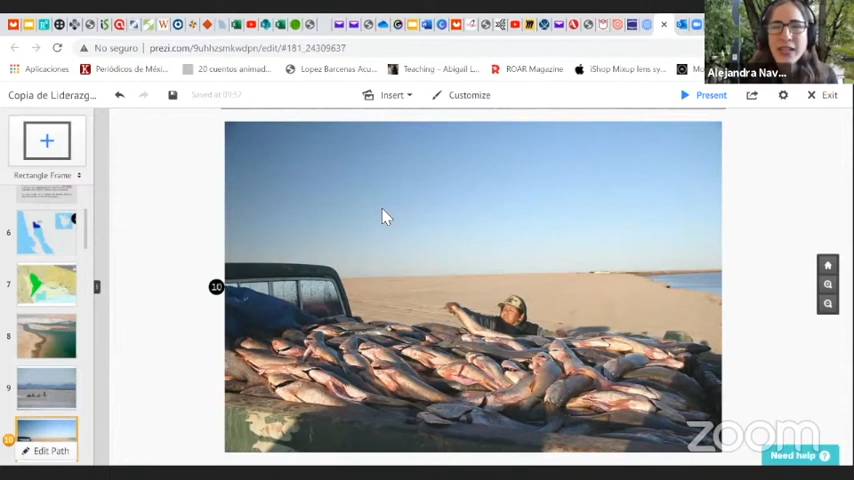 No seguro | prezi.com/9uhhzsmkwdpn/edit/#181_24309637
Aplicaciones Periódicos de Méxi... 20 cuentos animad... Lopez Barcenas Acu... Teaching – Abigail L... ROAR Magazine iShop Mixup lens sy...
Alejandra Nav...
Copia de Liderazg... Saved at 09:57 Insert Customize Present Exit
Rectangle Frame
6
7
8
9
10
10
Edit Path
zoom
Need help ?